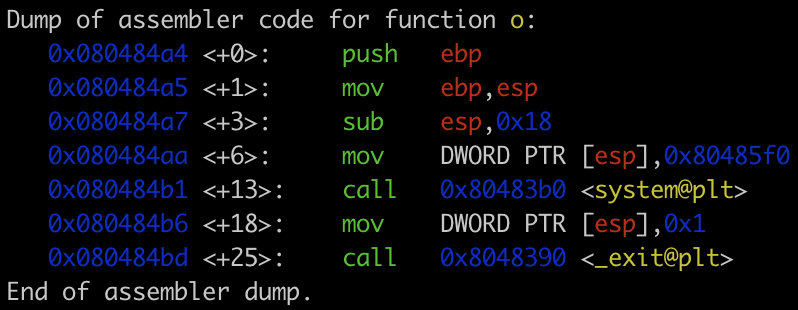 Dump of assembler code for function o:
   0x080484a4 <+0>:	push   ebp
   0x080484a5 <+1>:	mov    ebp,esp
   0x080484a7 <+3>:	sub    esp,0x18
   0x080484aa <+6>:	mov    DWORD PTR [esp],0x80485f0
   0x080484b1 <+13>:	call   0x80483b0 <system@plt>
   0x080484b6 <+18>:	mov    DWORD PTR [esp],0x1
   0x080484bd <+25>:	call   0x8048390 <_exit@plt>
End of assembler dump.